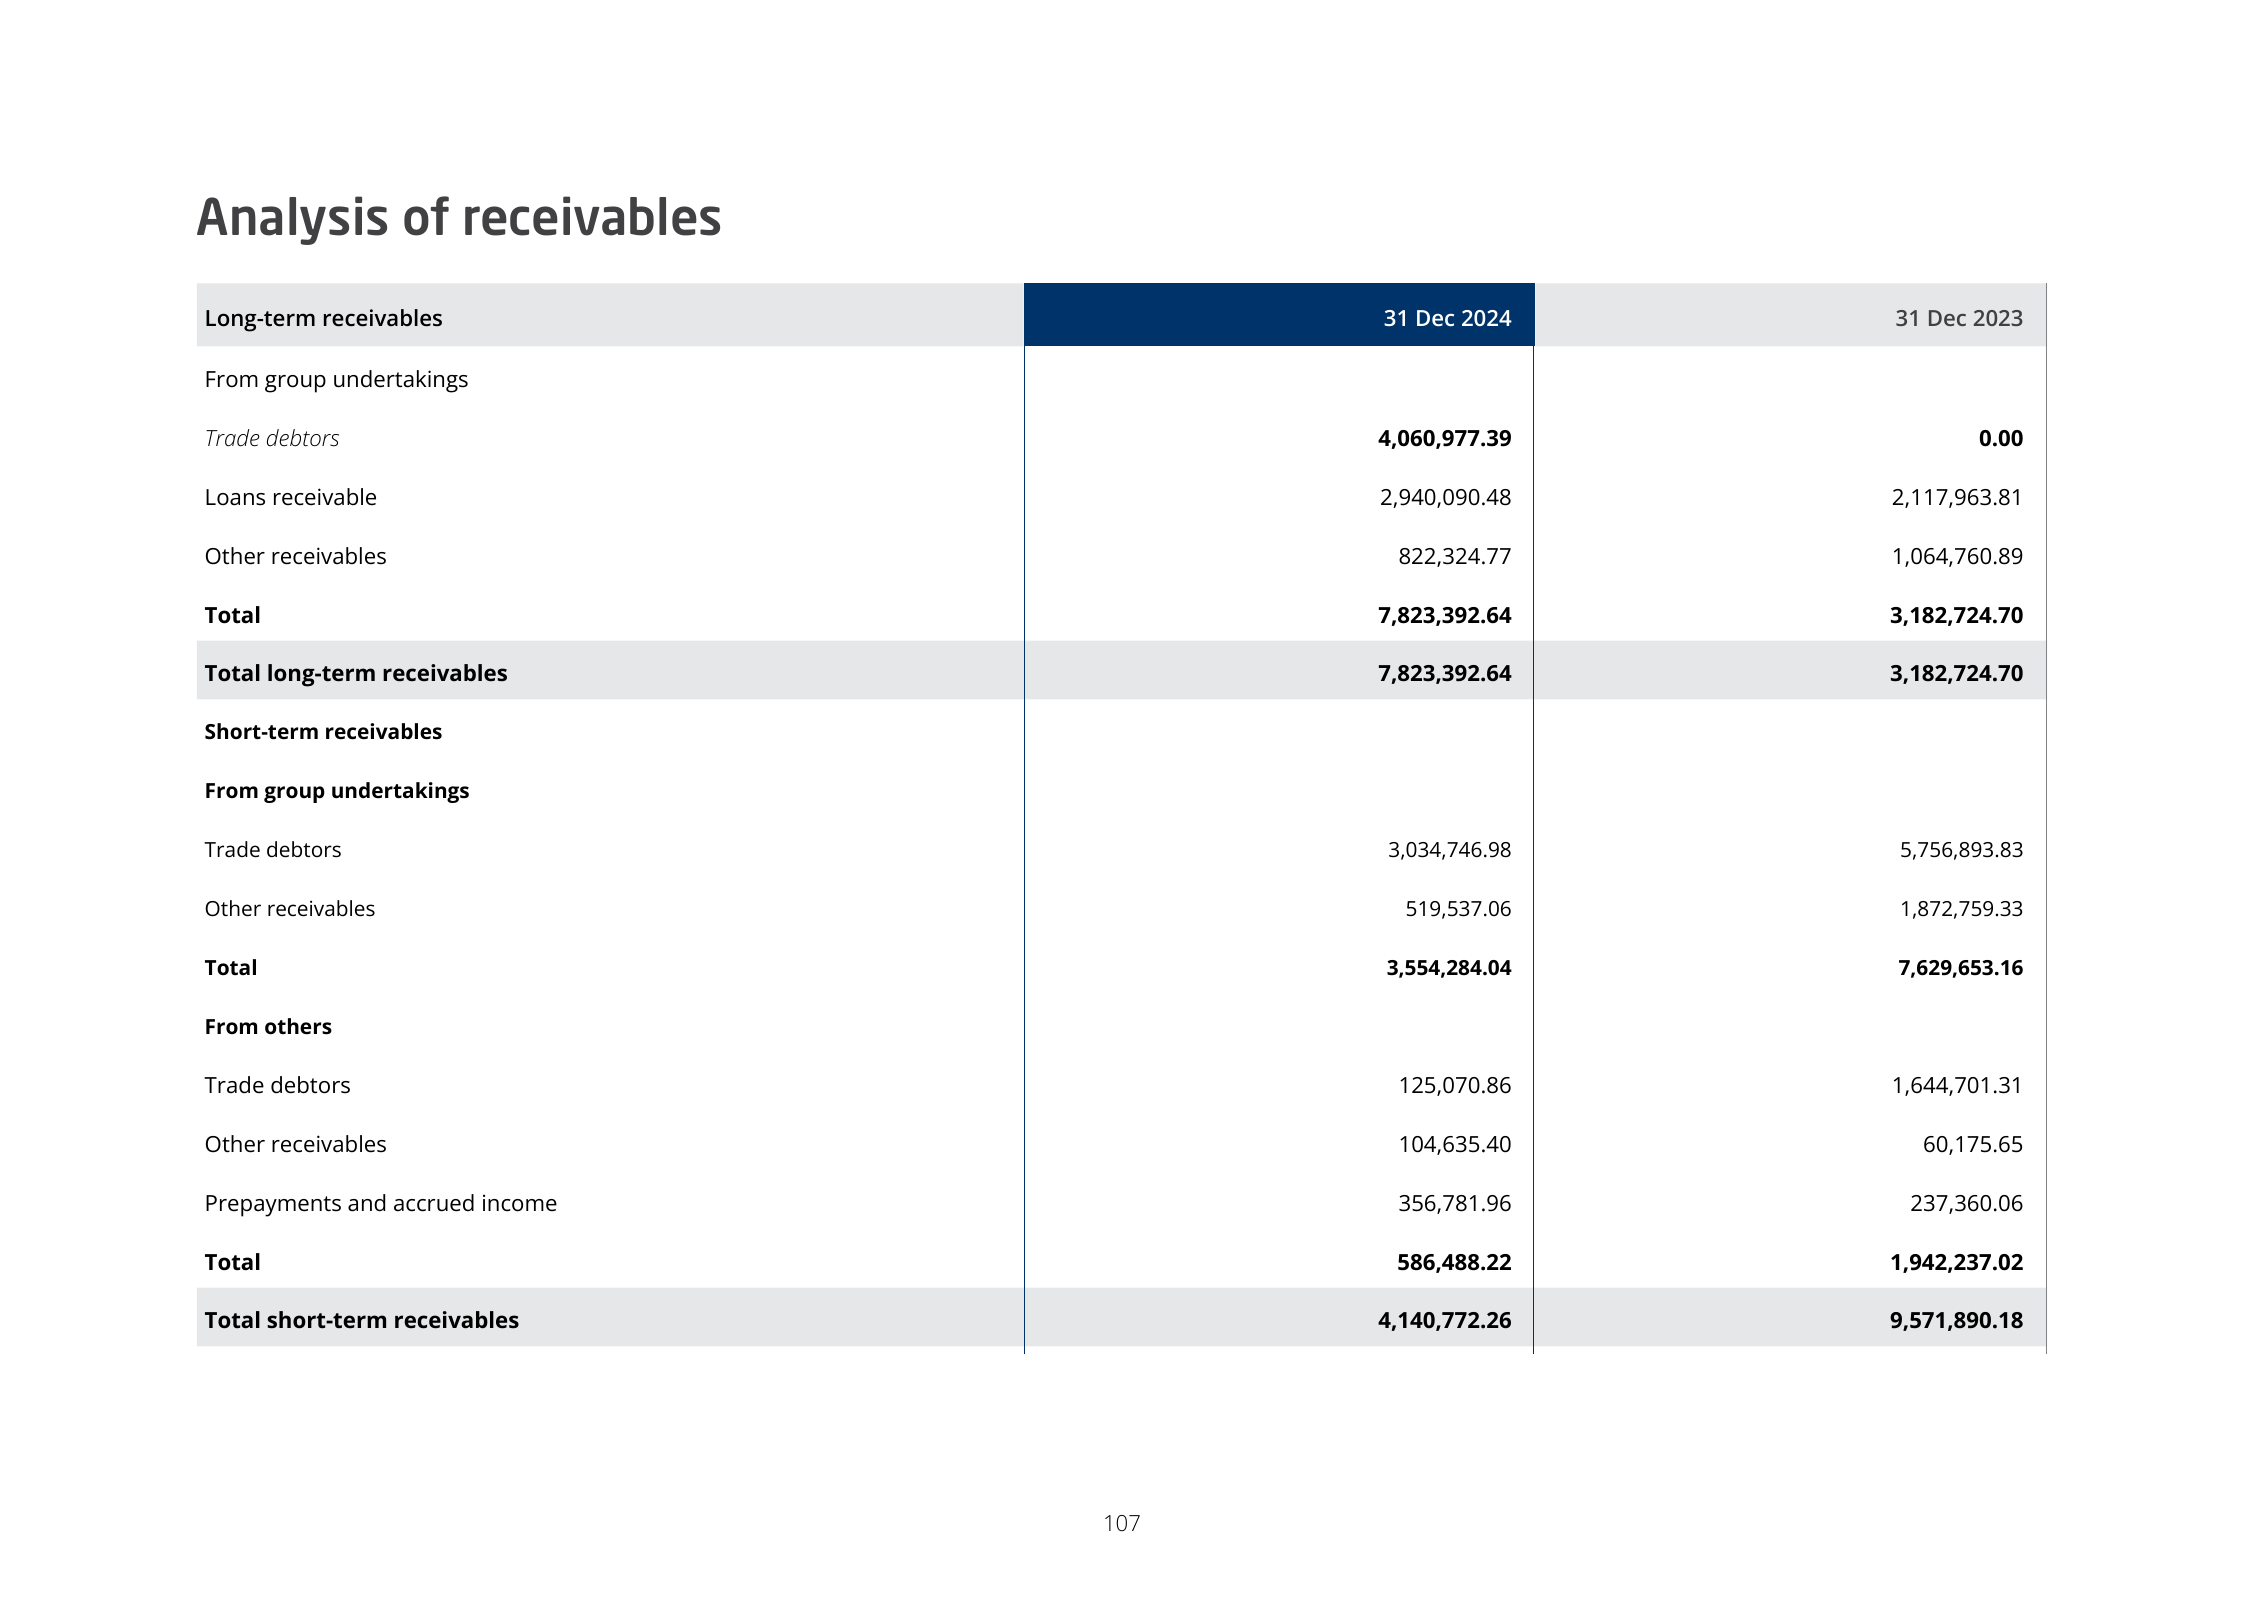 Analysis of receivables
Long-term receivables 31 Dec 2024 31 Dec 2023
From group undertakings
Trade debtors 4,060,977.39 0.00
Loans receivable 2,940,090.48 2,117,963.81
Other receivables 822,324.77 1,064,760.89
Total 7,823,392.64 3,182,724.70
Total long-term receivables 7,823,392.64 3,182,724.70
Short-term receivables
From group undertakings
Trade debtors 3,034,746.98 5,756,893.83
Other receivables 519,537.06 1,872,759.33
Total 3,554,284.04 7,629,653.16
From others
Trade debtors 125,070.86 1,644,701.31
Other receivables 104,635.40 60,175.65
Prepayments and accrued income 356,781.96 237,360.06
Total 586,488.22 1,942,237.02
Total short-term receivables 4,140,772.26 9,571,890.18
107